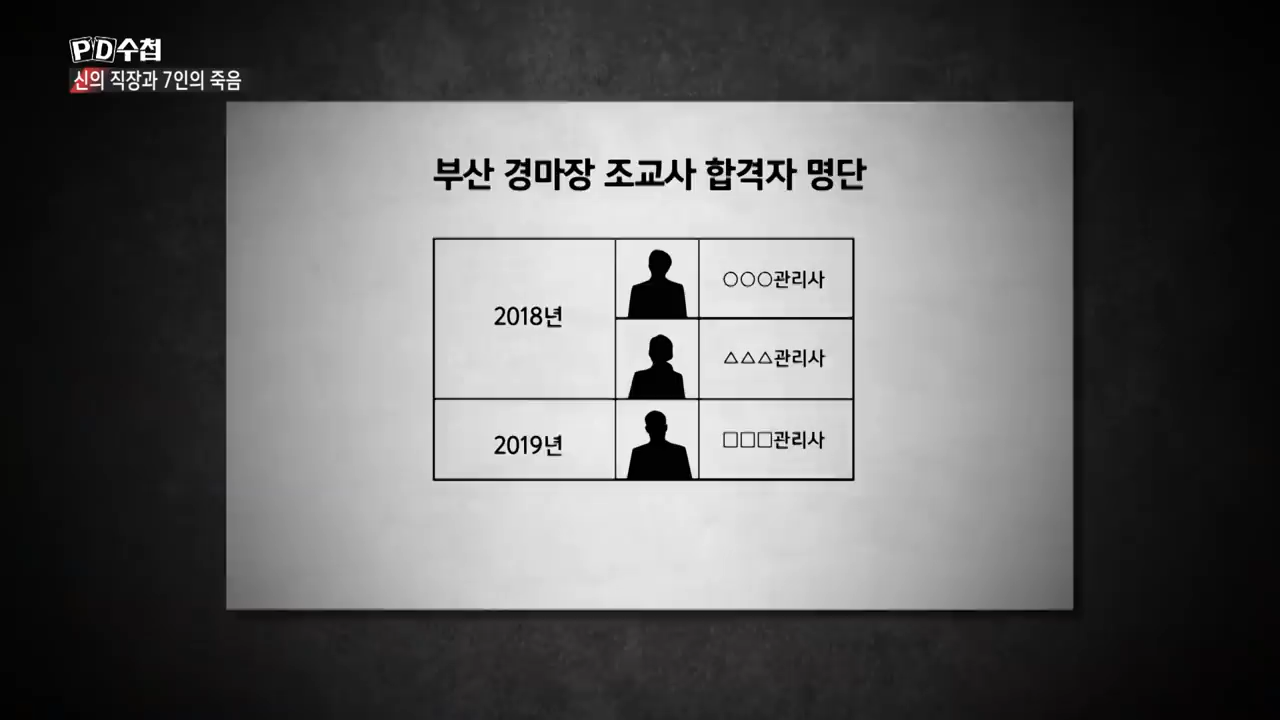 PD수첩
신의 직장과 7인의 죽음
부산 경마장 조교사 합격자 명단
2018년
○○○관리사
△△△관리사
2019년
□□□관리사